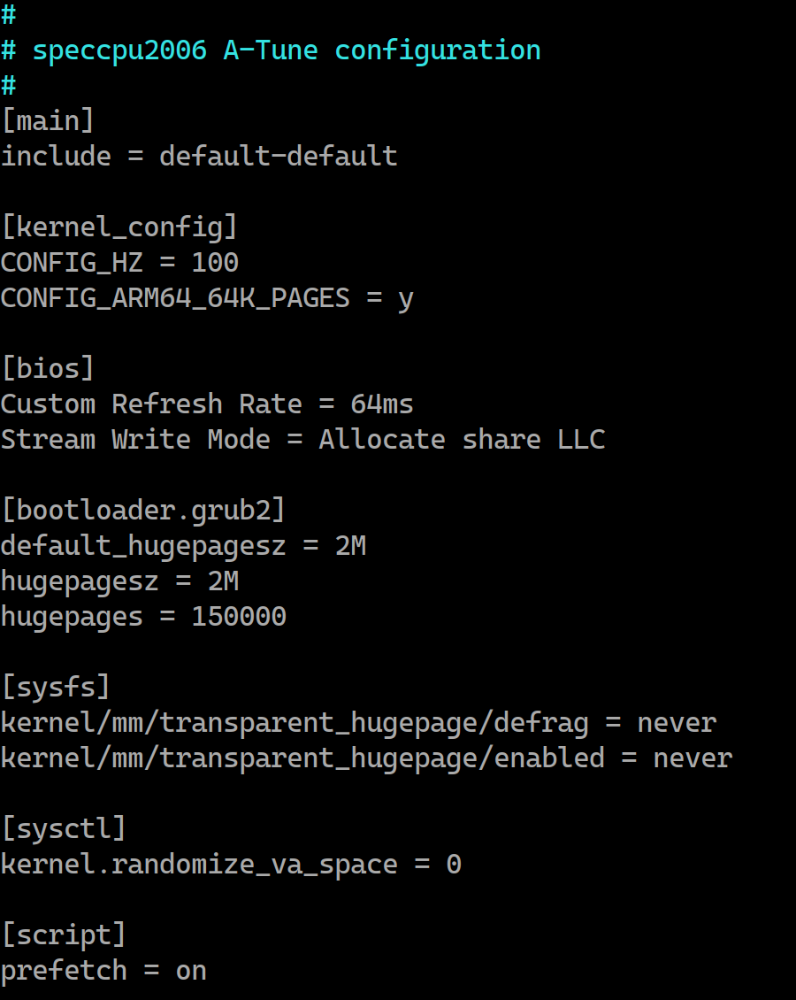 #
# speccpu2006 A-Tune configuration
#
[main]
include = default-default
[kernel_config]
CONFIG_HZ = 100
CONFIG_ARM64_64K_PAGES = y
[bios]
Custom Refresh Rate = 64ms
Stream Write Mode = Allocate share LLC
[bootloader.grub2]
default_hugepagesz = 2M
hugepagesz = 2M
hugepages = 150000
[sysfs]
kernel/mm/transparent_hugepage/defrag = never
kernel/mm/transparent_hugepage/enabled = never
[sysctl]
kernel.randomize_va_space = 0
[script]
prefetch = on